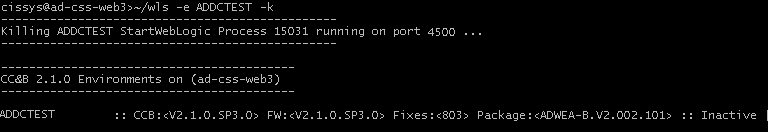 cissys@ad-css-web3>~/wls -e ADDCTEST -k
------------------------------------------------
Killing ADDCTEST StartWebLogic Process 15031 running on port 4500 ...
------------------------------------------------
------------------------------------------
CC&B 2.1.0 Environments on (ad-css-web3)
------------------------------------------
ADDCTEST :: CCB:<V2.1.0.SP3.0> FW:<V2.1.0.SP3.0> Fixes:<803> Package:<ADWEA-B.V2.002.101> :: Inactive |